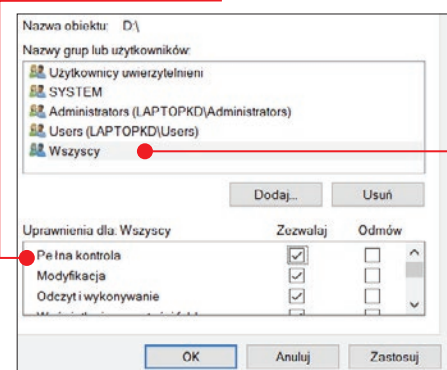 Nazwa obiektu: D:\
Nazwy grup lub użytkowników:
Użytkownicy uwierzytelnieni
SYSTEM
Administrators (LAPTOPKD\Administrators)
Users (LAPTOPKD\Users)
Wszyscy
Dodaj... Usuń
Uprawnienia dla: Wszyscy Zezwalaj Odmów
Pełna kontrola
Modyfikacja
Odczyt i wykonywanie
OK Anuluj Zastosuj